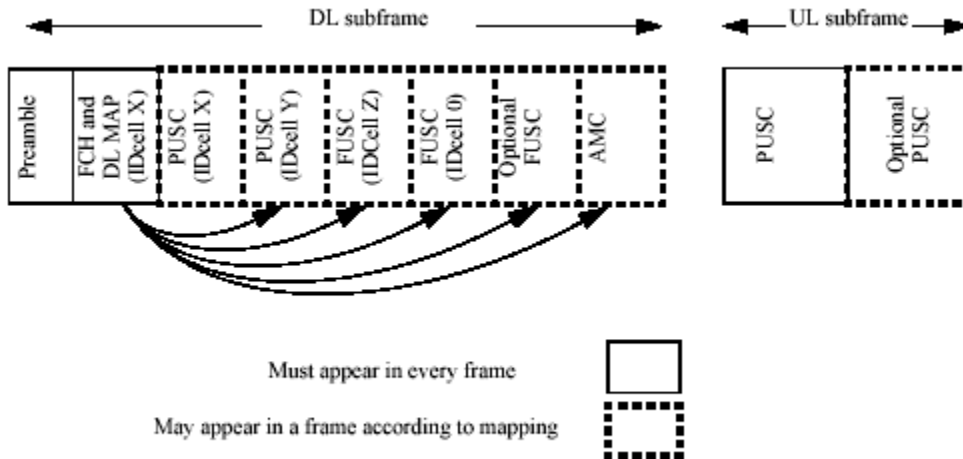 DL subframe
UL subframe
Preamble
FCH and
DL MAP
(IDcell X)
PUSC
(IDcell X)
PUSC
(IDcell Y)
FUSC
(IDCell Z)
FUSC
(IDcell 0)
Optional
FUSC
AMC
PUSC
Optional
PUSC
Must appear in every frame
May appear in a frame according to mapping